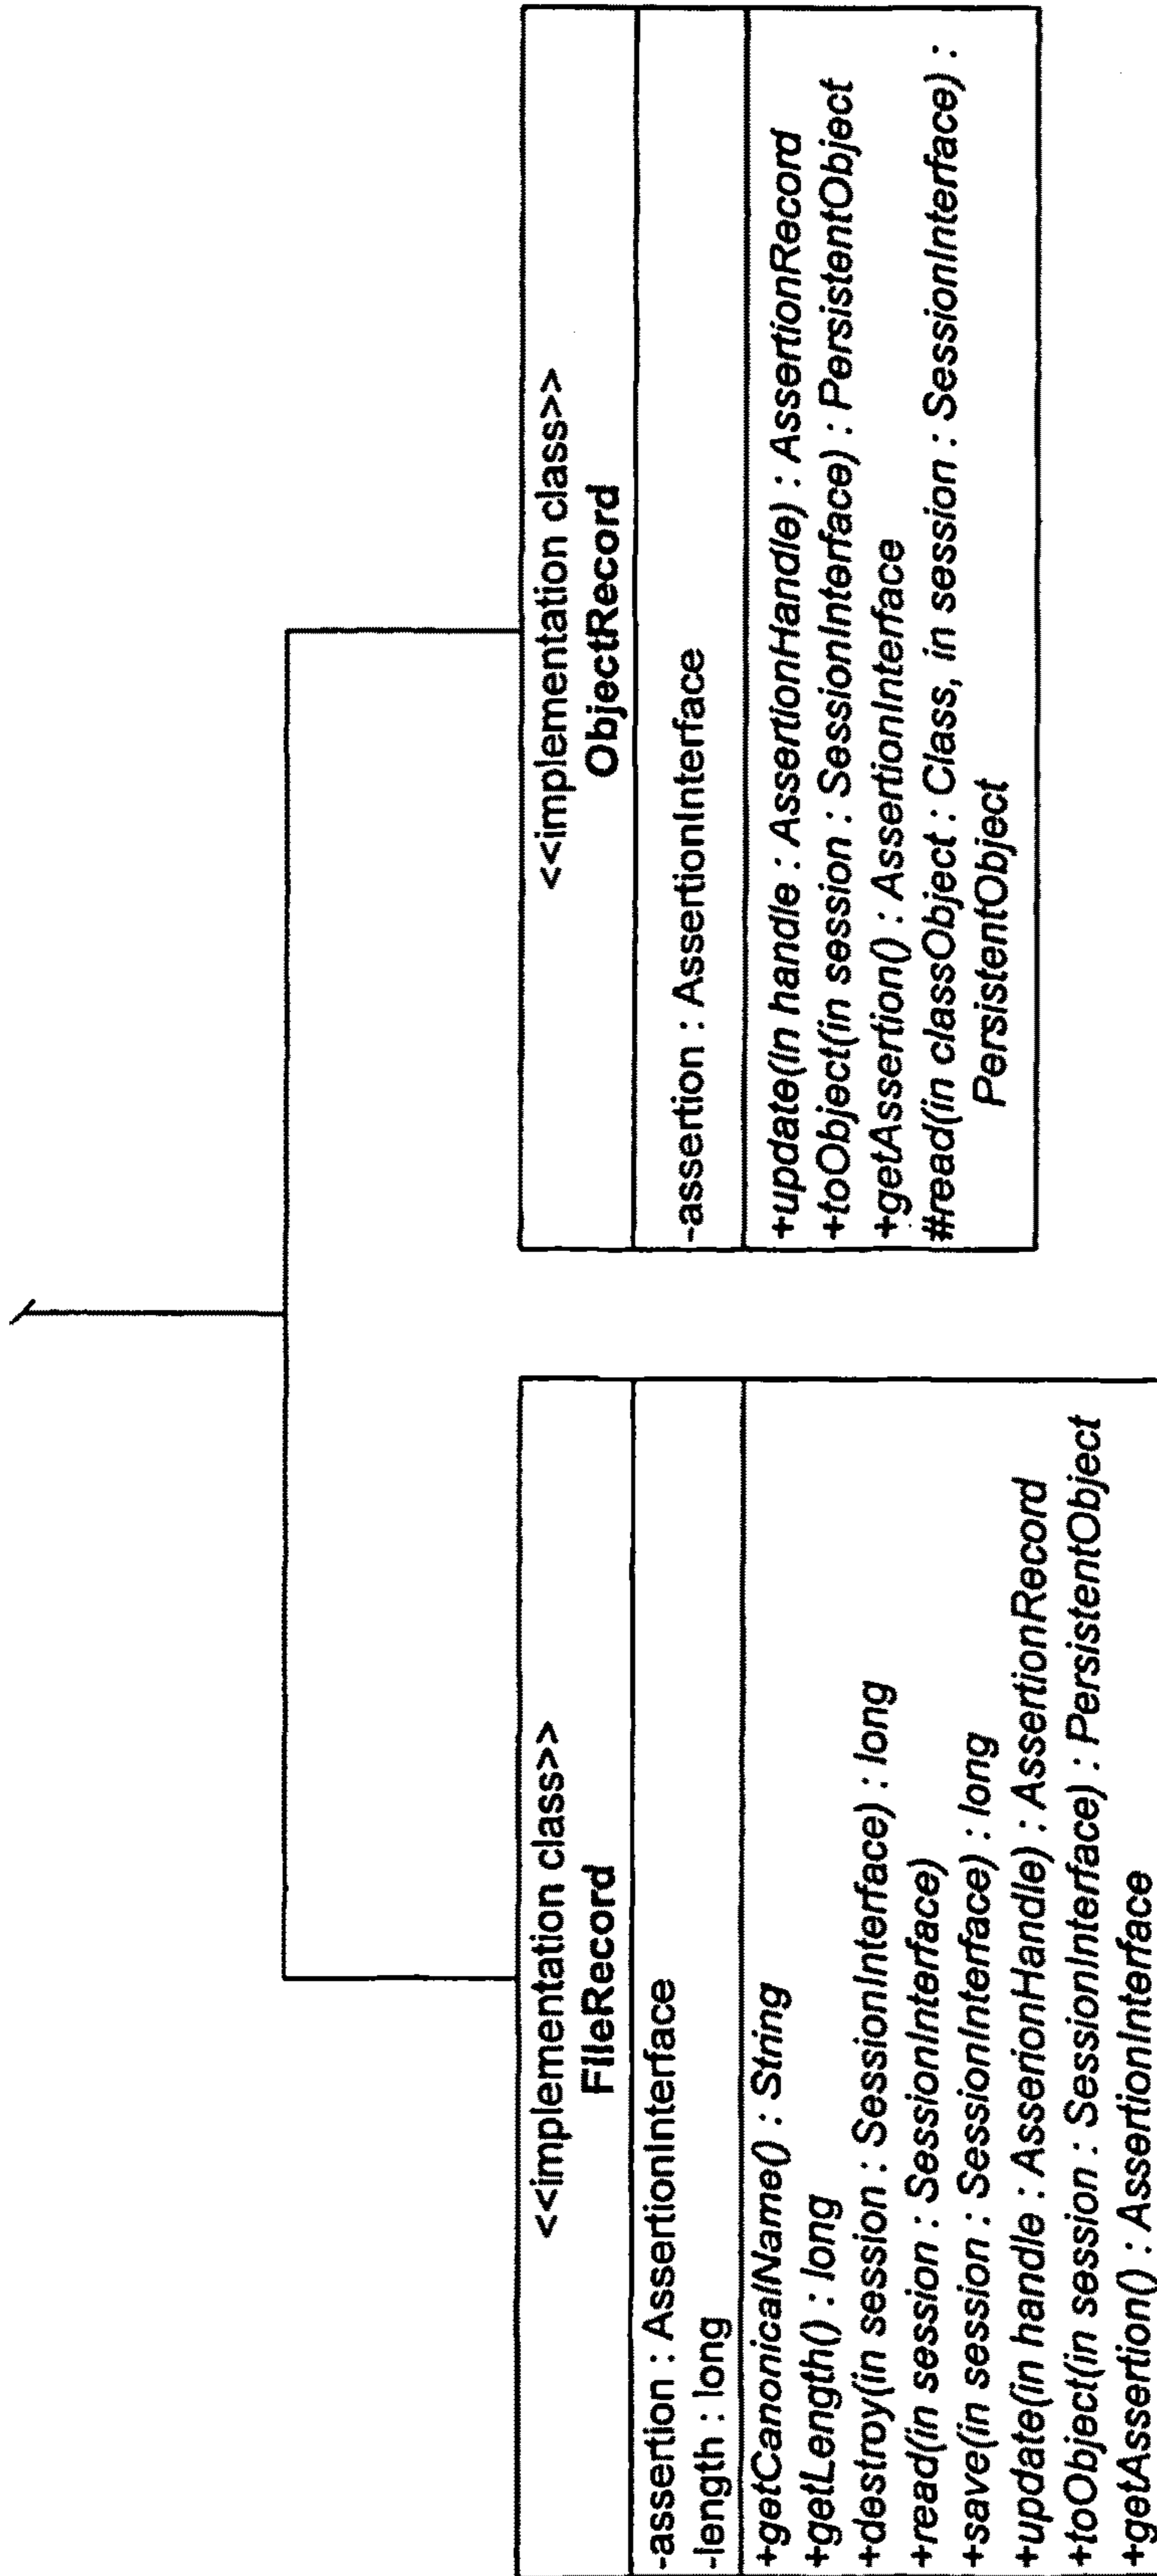 <<implementation class>>
FileRecord
-assertion : AssertionInterface
-length : long
+getCanonicalName() : String
+getLength() : long
+destroy(in session : SessionInterface) : long
+read(in session : SessionInterface)
+save(in session : SessionInterface) : long
+update(in handle : AsserionHandle) : AssertionRecord
+toObject(in session : SessionInterface) : PersistentObject
+getAssertion() : AssertionInterface
<<implementation class>>
ObjectRecord
-assertion : AssertionInterface
+update(in handle : AssertionHandle) : AssertionRecord
+toObject(in session : SessionInterface) : PersistentObject
+getAssertion() : AssertionInterface
#read(in classObject : Class, in session : SessionInterface) :
PersistentObject